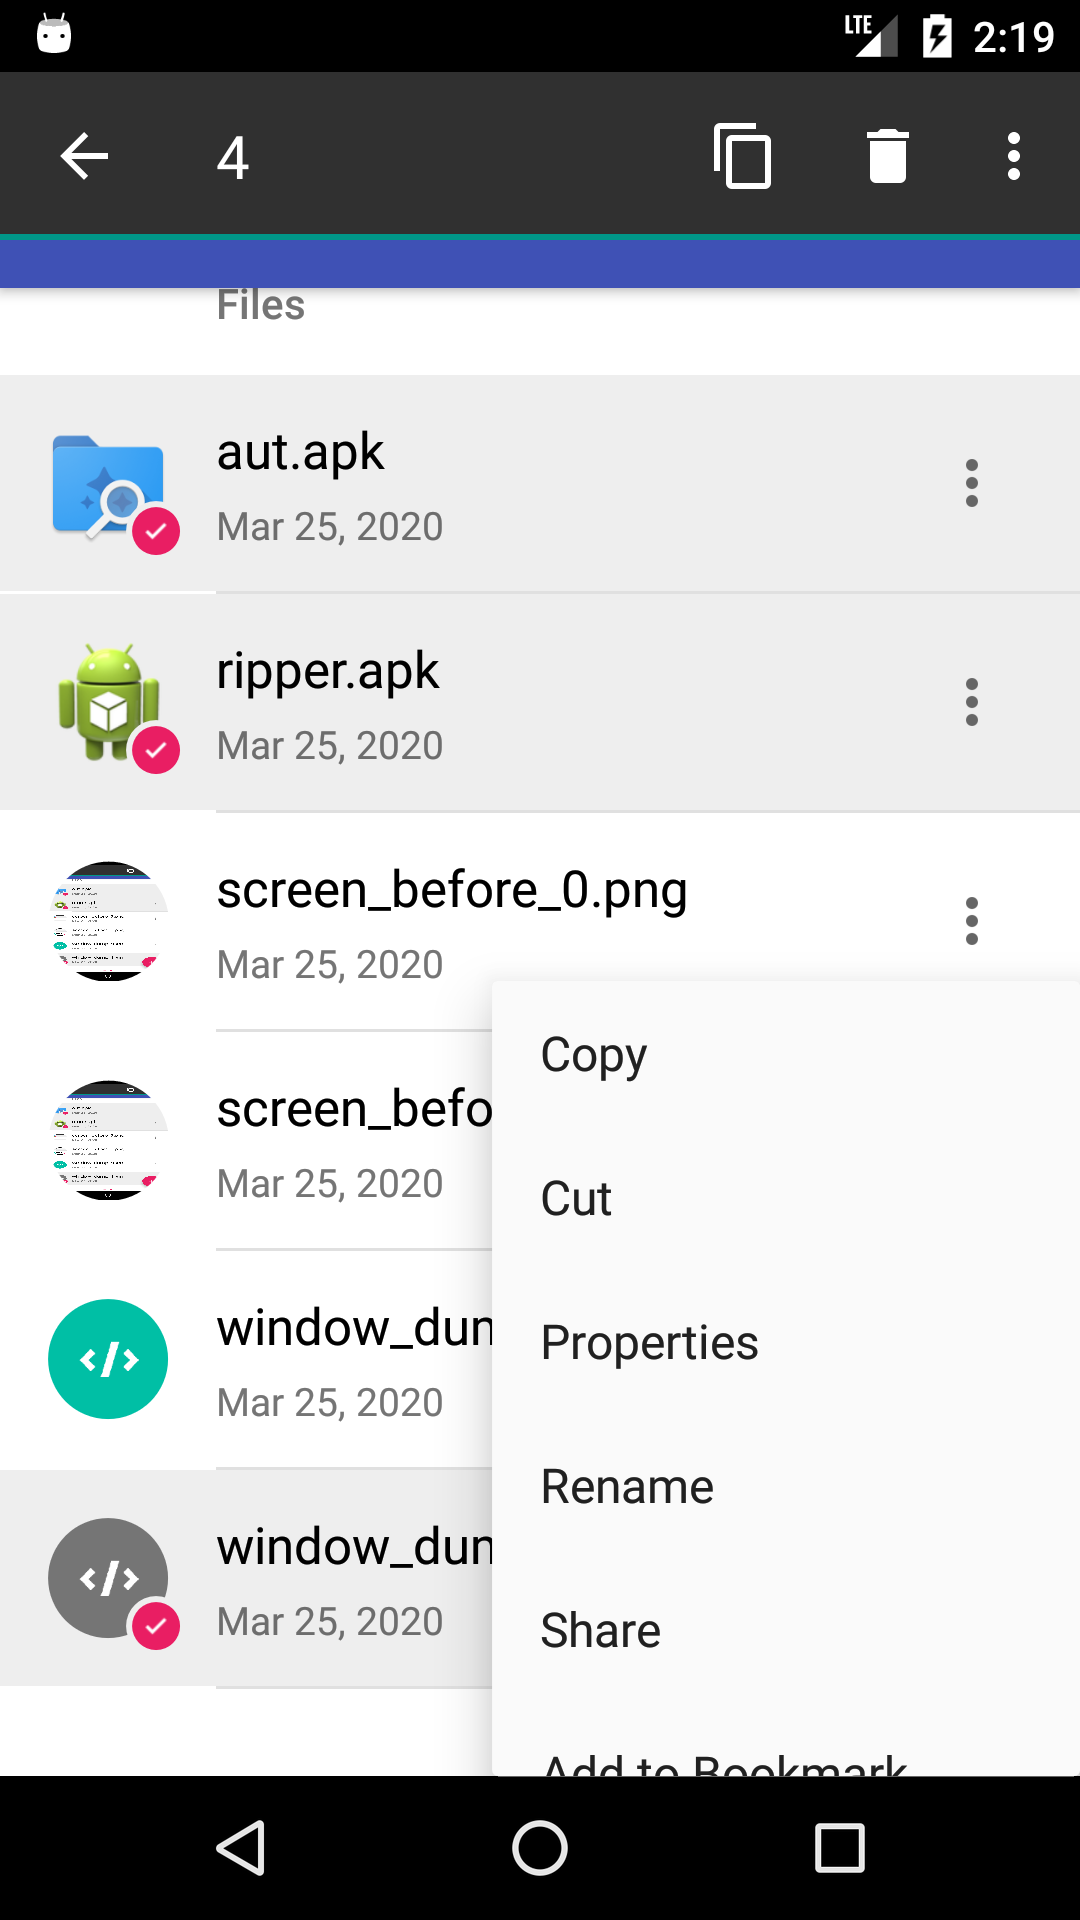 LTE 2:19
4
Files
aut.apk
Mar 25, 2020
ripper.apk
Mar 25, 2020
screen_before_0.png
Mar 25, 2020
Copy
screen_befo
Mar 25, 2020
Cut
window_dum
Mar 25, 2020
Properties
Rename
window_dum
Mar 25, 2020
Share
Add to Bookmark